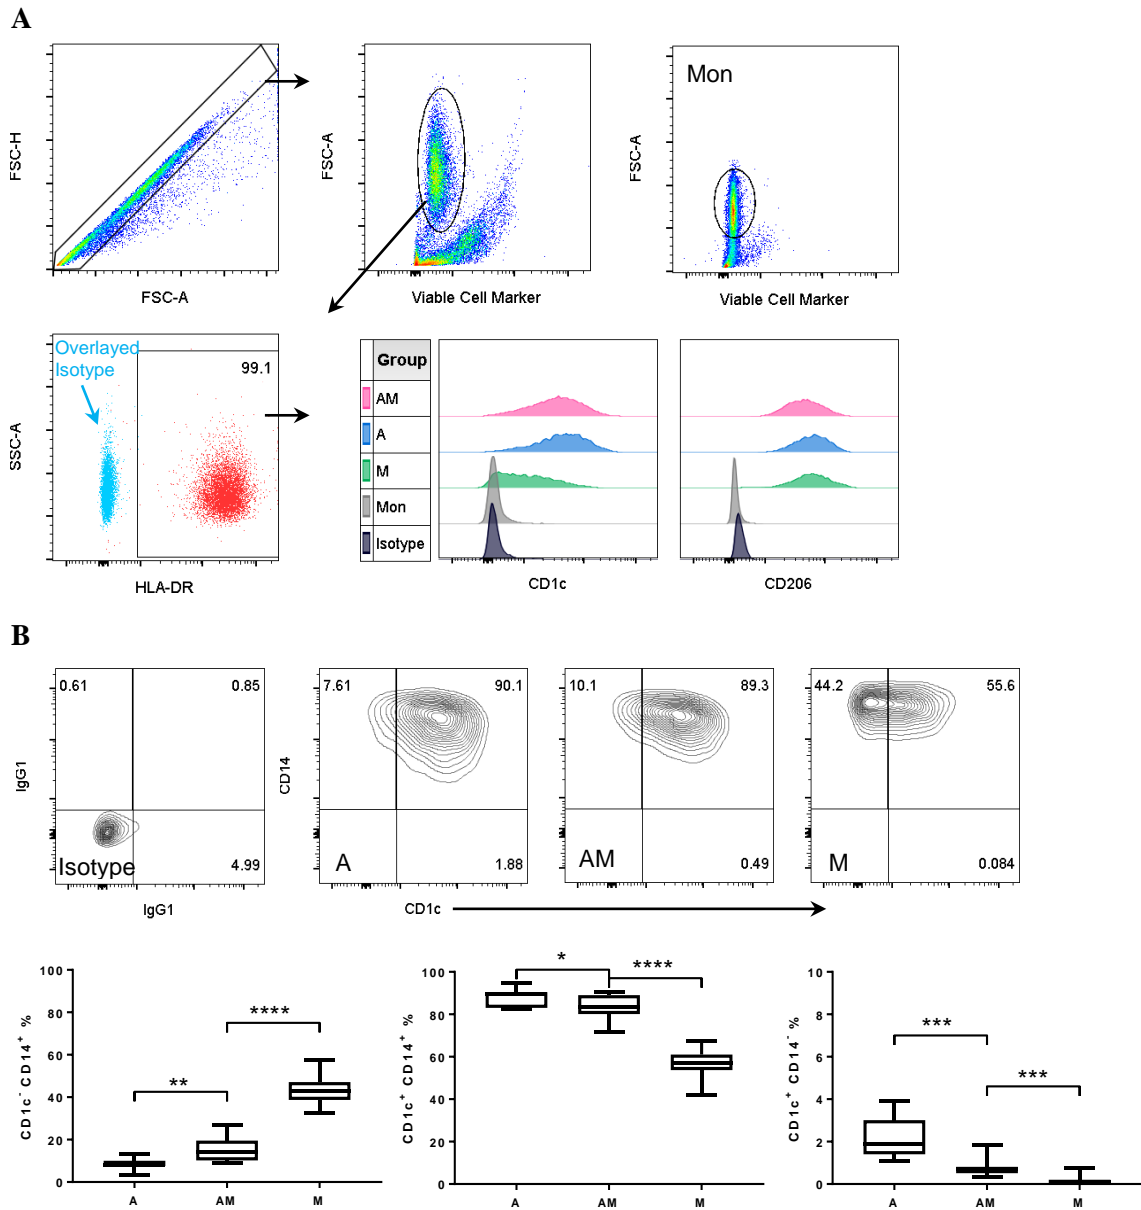 A
FSC-H
FSC-A
FSC-A
Viable Cell Marker
Mon
FSC-A
Viable Cell Marker
Overlayed
Isotype
99.1
SSC-A
HLA-DR
Group
AM
A
M
Mon
Isotype
CD1c
CD206
B
0.61
0.85
4.99
Isotype
IgG1
IgG1
7.61
90.1
1.88
A
CD14
CD1c
10.1
89.3
0.49
AM
44.2
55.6
0.084
M
CD1c⁻ CD14⁺ %
100
80
60
40
20
0
**
****
A AM M
CD1c⁺ CD14⁺ %
100
80
60
40
20
0
*
****
A AM M
CD1c⁺ CD14⁻ %
10
8
6
4
2
0
***
***
A AM M